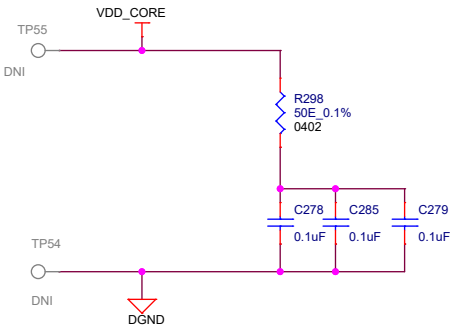 VDD_CORE
TP55
DNI
R298
50E_0.1%
0402
C278
C285
C279
0.1uF
0.1uF
0.1uF
TP54
DNI
DGND